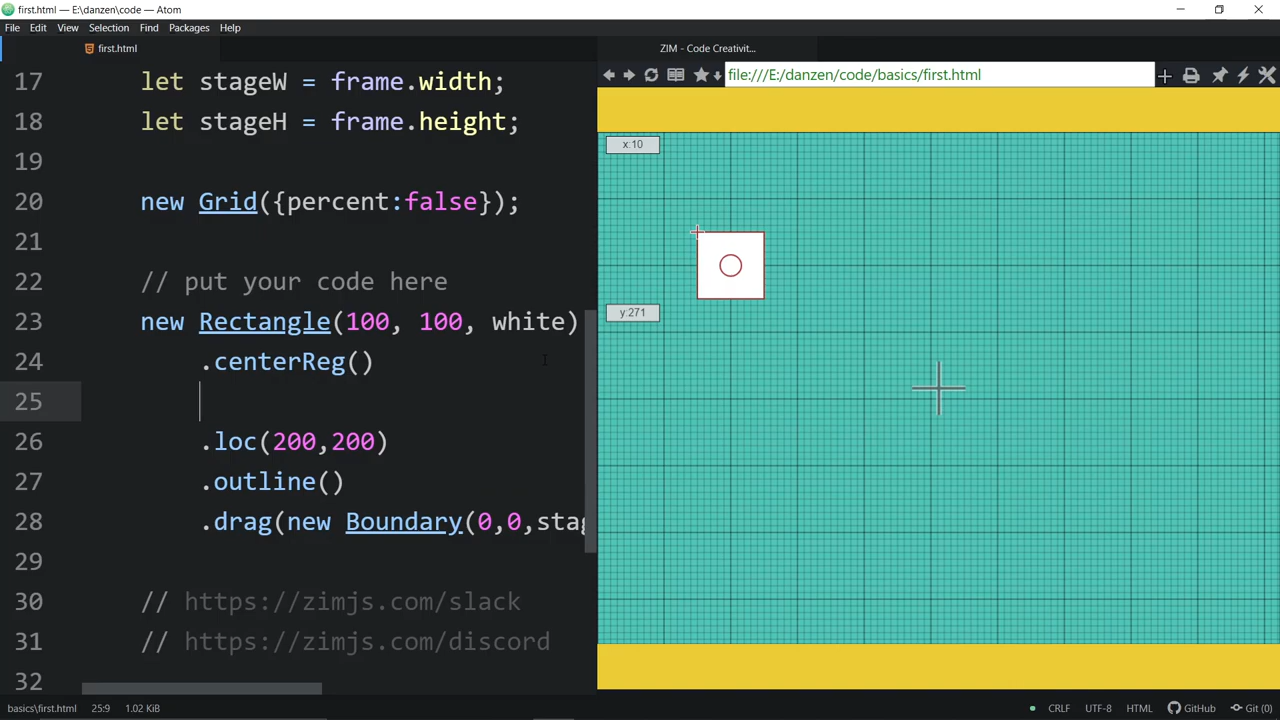 first.html — E:\danzen\code — Atom
File Edit View Selection Find Packages Help
first.html
ZIM - Code Creativit...
file:///E:/danzen/code/basics/first.html
17 let stageW = frame.width;
18 let stageH = frame.height;
19
20 new Grid({percent:false});
21
22 // put your code here
23 new Rectangle(100, 100, white)
24 .centerReg()
25
26 .loc(200,200)
27 .outline()
28 .drag(new Boundary(0,0,stag
29
30 // https://zimjs.com/slack
31 // https://zimjs.com/discord
32
x:10
y:271
basics\first.html 25:9 1.02 KiB
CRLF UTF-8 HTML GitHub Git (0)